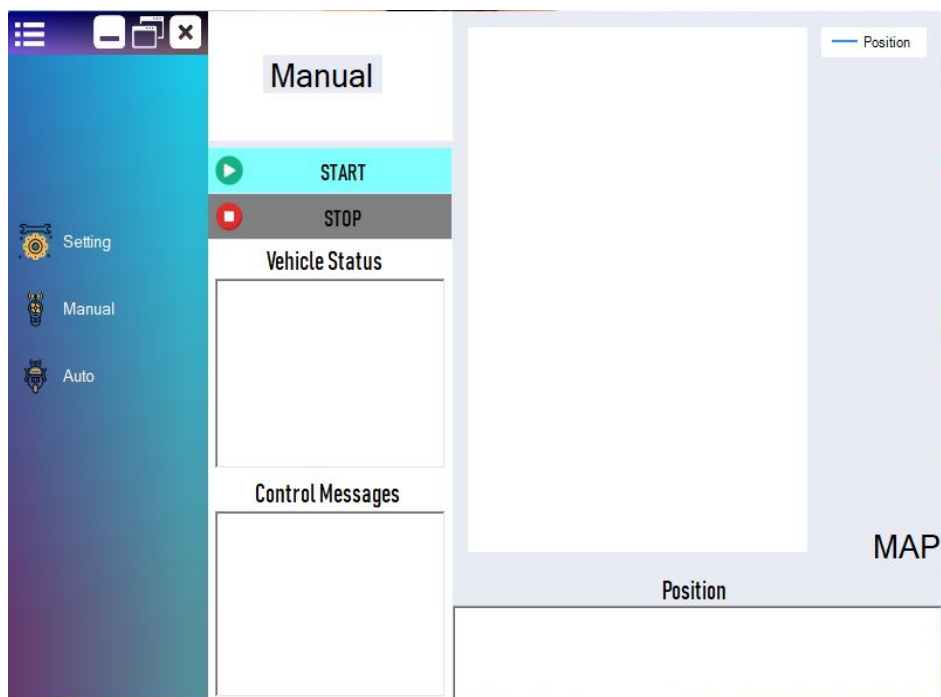 Setting
Manual
Auto
Manual
START
STOP
Vehicle Status
Control Messages
Position
MAP
Position